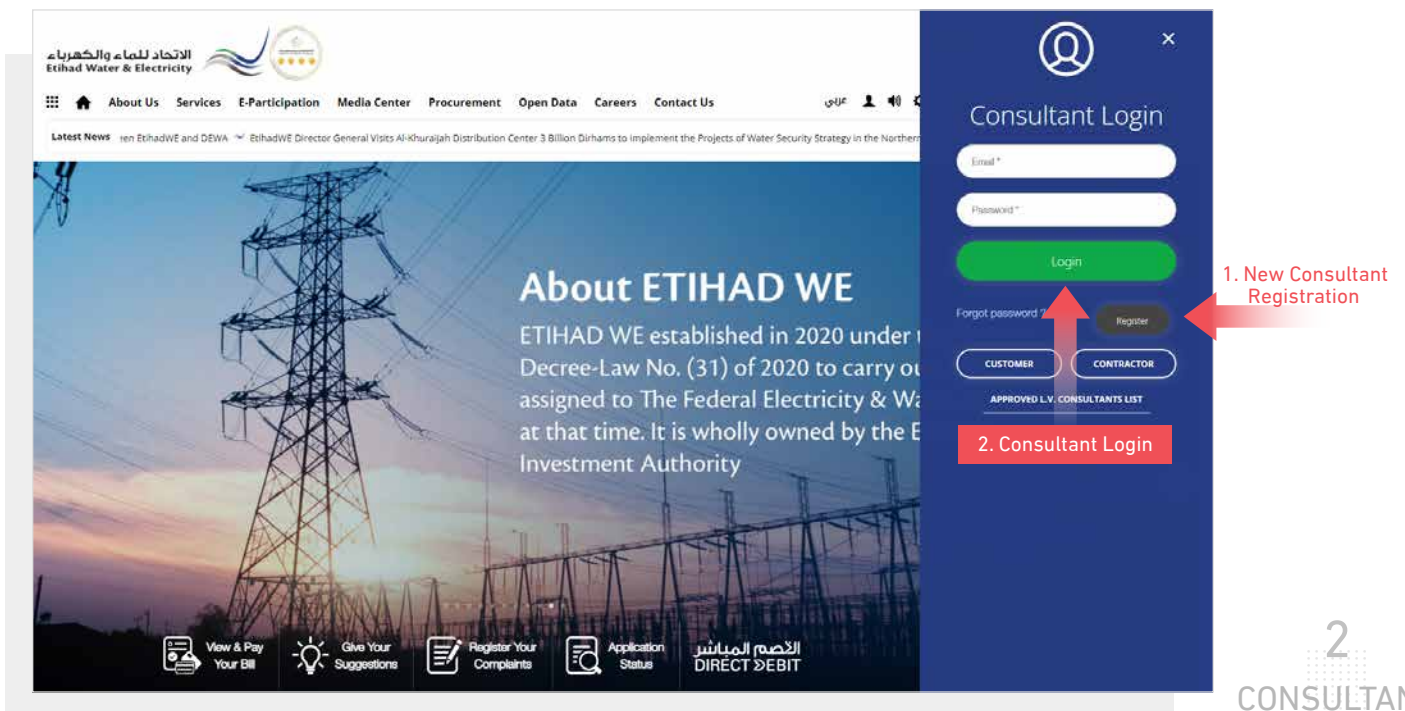 الاتحاد للماء والكهرباء
Etihad Water & Electricity
About Us Services E-Participation Media Center Procurement Open Data Careers Contact Us عربي
Latest News ren EtihadWE and DEWA EtihadWE Director General Visits Al-Khuraijah Distribution Center 3 Billion Dirhams to Implement the Projects of Water Security Strategy in the Northern
About ETIHAD WE
ETIHAD WE established in 2020 under
Decree-Law No. (31) of 2020 to carry ou
assigned to The Federal Electricity & Wa
at that time. It is wholly owned by the E
Investment Authority
View & Pay
Your Bill
Give Your
Suggestions
Register Your
Complaints
Application
Status
الخصم المباشر
DIRECT DEBIT
×
Consultant Login
Email *
Password *
Login
Forgot password ?
Register
CUSTOMER
CONTRACTOR
APPROVED L.V. CONSULTANTS LIST
2. Consultant Login
1. New Consultant
Registration
2
CONSULTAN